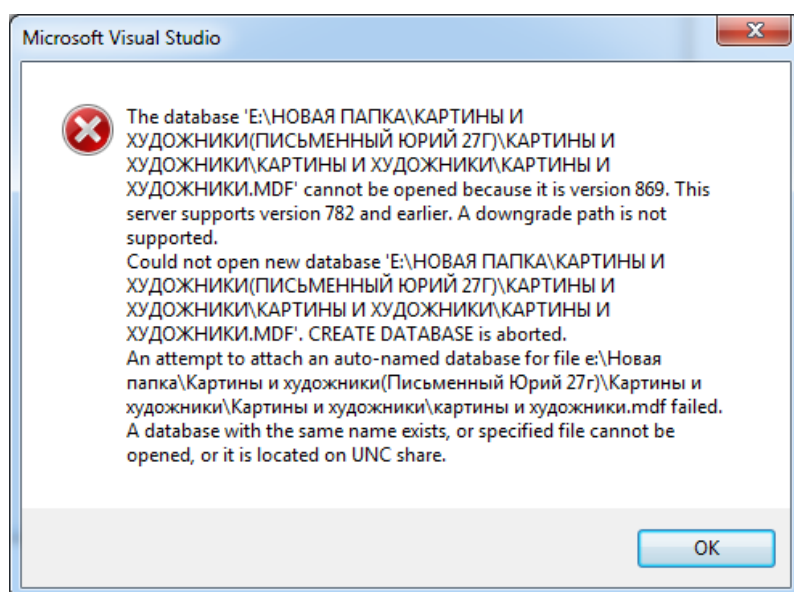 Microsoft Visual Studio
The database 'E:\НОВАЯ ПАПКА\КАРТИНЫ И
ХУДОЖНИКИ(ПИСЬМЕННЫЙ ЮРИЙ 27Г)\КАРТИНЫ И
ХУДОЖНИКИ\КАРТИНЫ И ХУДОЖНИКИ\КАРТИНЫ И
ХУДОЖНИКИ.MDF' cannot be opened because it is version 869. This
server supports version 782 and earlier. A downgrade path is not
supported.
Could not open new database 'E:\НОВАЯ ПАПКА\КАРТИНЫ И
ХУДОЖНИКИ(ПИСЬМЕННЫЙ ЮРИЙ 27Г)\КАРТИНЫ И
ХУДОЖНИКИ\КАРТИНЫ И ХУДОЖНИКИ\КАРТИНЫ И
ХУДОЖНИКИ.MDF'. CREATE DATABASE is aborted.
An attempt to attach an auto-named database for file e:\Новая
папка\Картины и художники(Письменный Юрий 27г)\Картины и
художники\Картины и художники\картины и художники.mdf failed.
A database with the same name exists, or specified file cannot be
opened, or it is located on UNC share.
OK